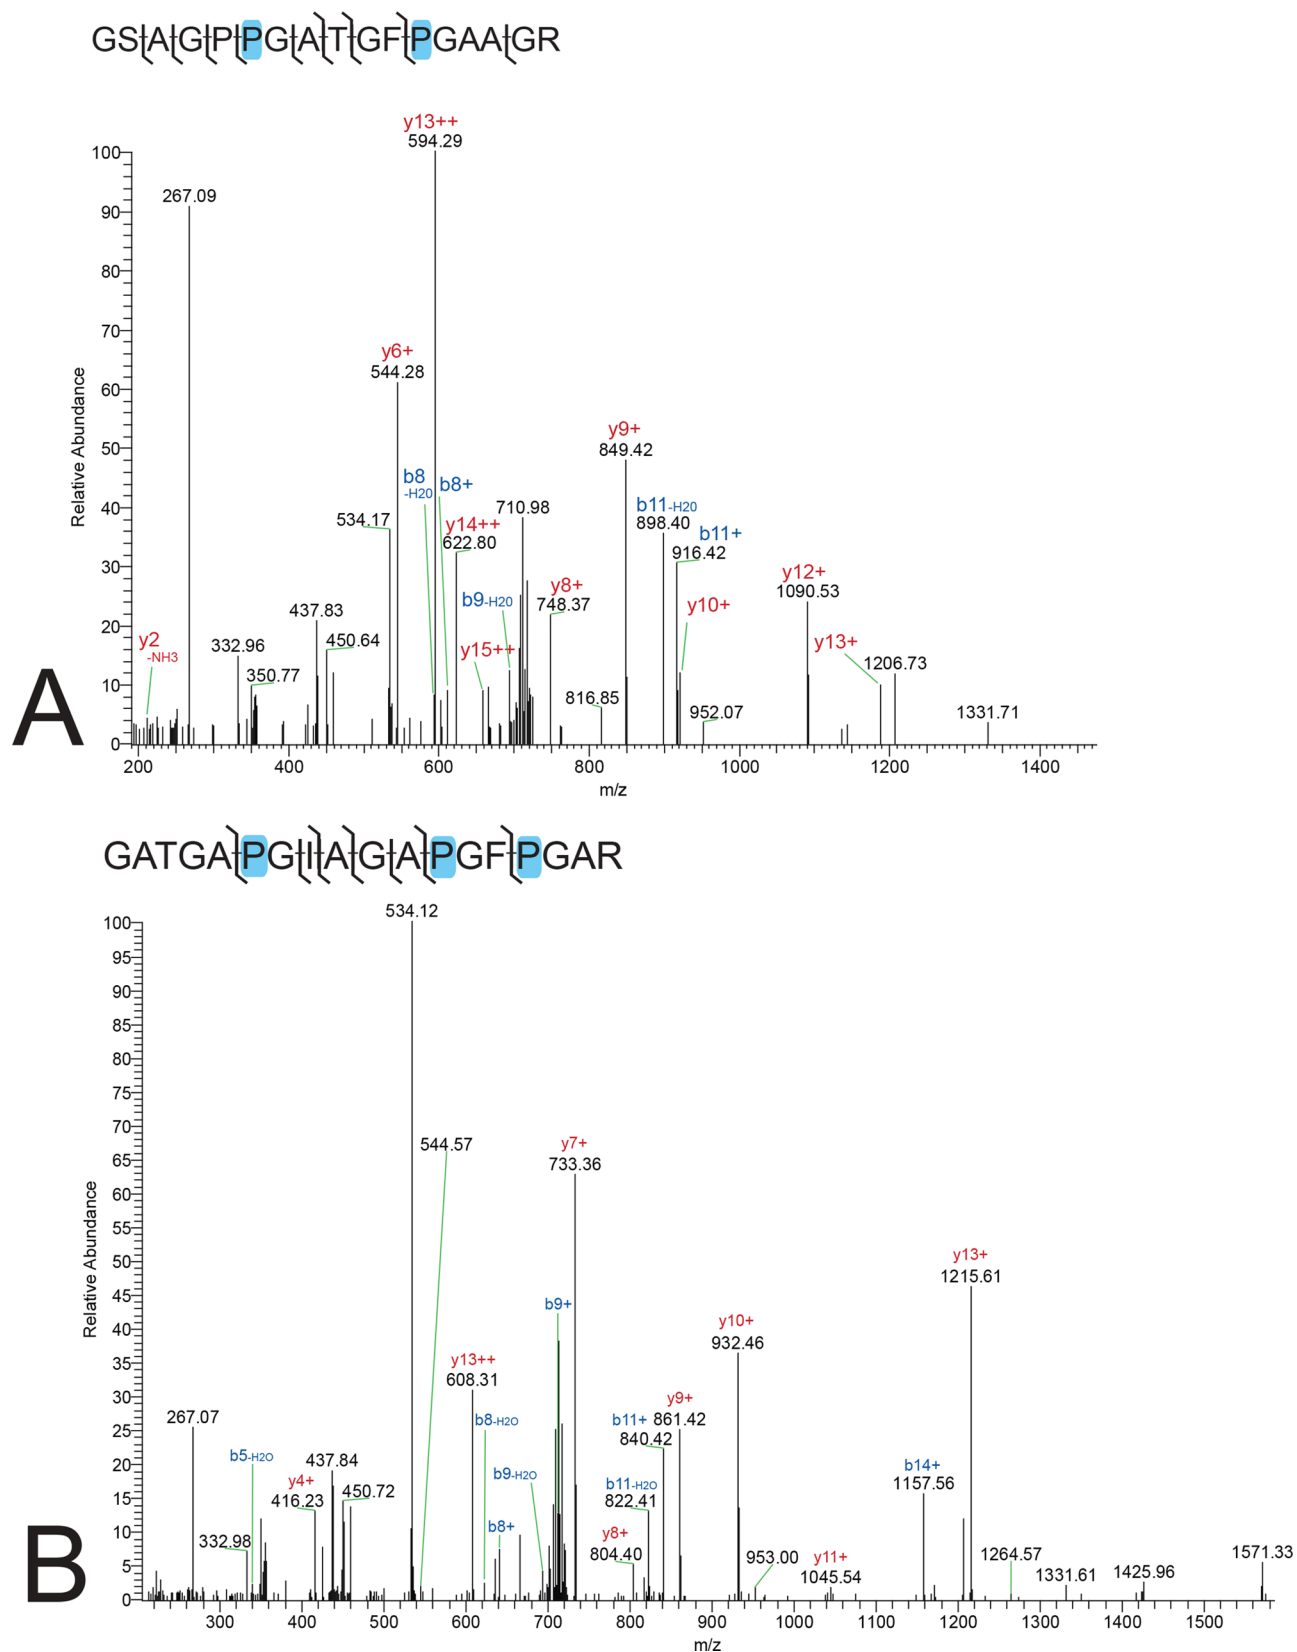 GSAGPPGATGFPGAAGR
y13++
594.29
267.09
y6+
544.28
y9+
849.42
b8
-H20
b8+
b11-H20
898.40
710.98
534.17
y14++
622.80
b11+
916.42
y12+
1090.53
y8+
748.37
b9-H20
y10+
437.83
y2
-NH3
332.96
450.64
y15++
y13+
350.77
1206.73
816.85
952.07
1331.71
100
90
80
70
60
50
40
30
20
10
0
Relative Abundance
200 400 600 800 1000 1200 1400
m/z
A
GATGAPGIIAGAPGFPGAR
534.12
544.57
y7+
733.36
y13+
1215.61
b9+
y10+
932.46
y13++
608.31
267.07
y9+
861.42
b8-H2O
b11+
840.42
b5-H2O
437.84
b9-H2O
b14+
1157.56
y4+
416.23
450.72
b11-H2O
822.41
b8+
332.98
y8+
804.40
953.00
y11+
1045.54
1264.57
1331.61
1425.96
1571.33
100
95
90
85
80
75
70
65
60
55
50
45
40
35
30
25
20
15
10
5
0
Relative Abundance
300 400 500 600 700 800 900 1000 1100 1200 1300 1400 1500
m/z
B